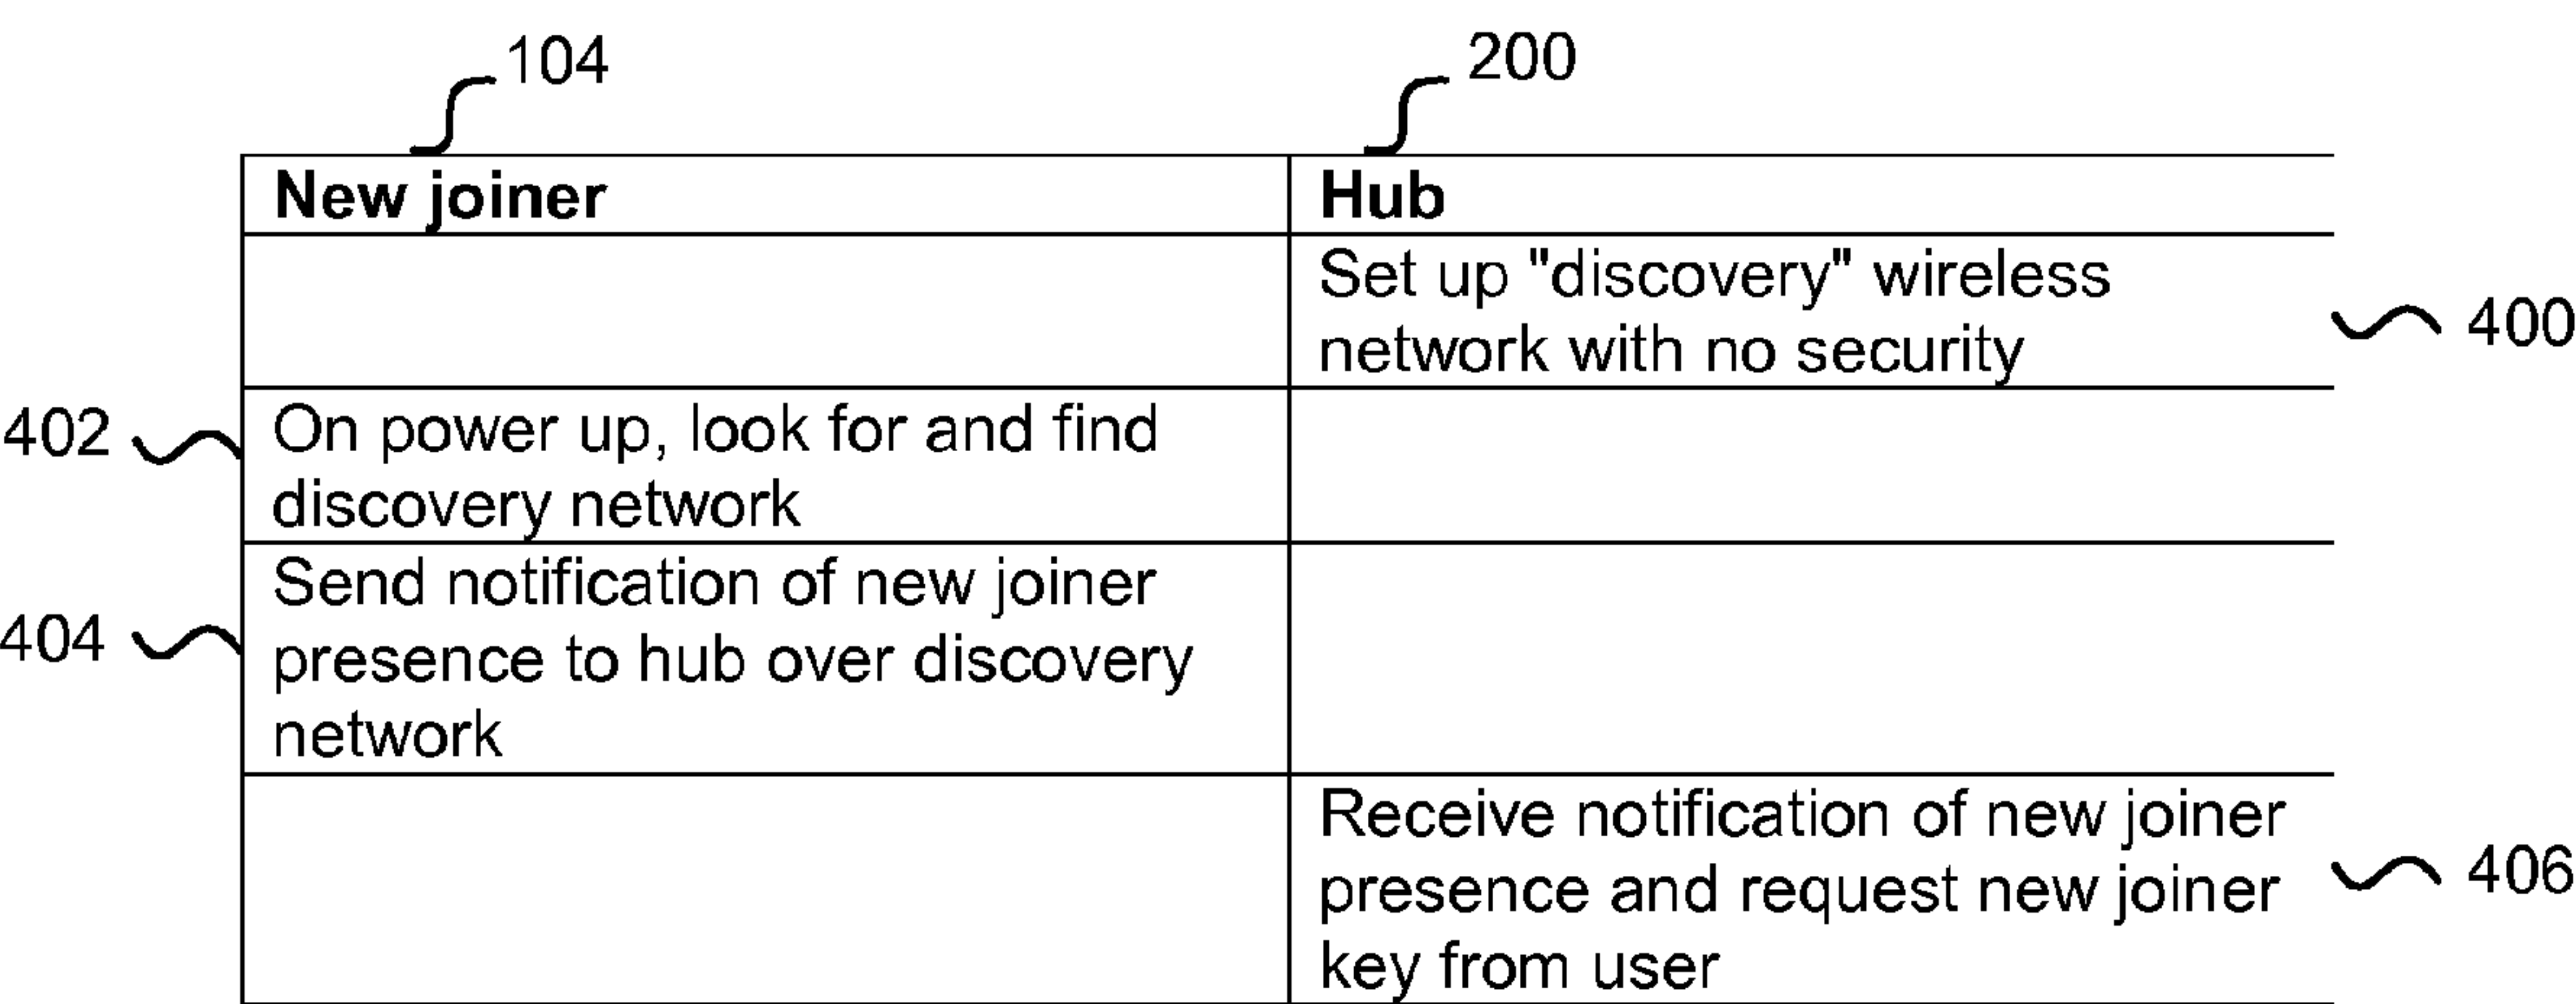 104
200
New joiner
Hub
Set up "discovery" wireless
network with no security
400
402
On power up, look for and find
discovery network
404
Send notification of new joiner
presence to hub over discovery
network
Receive notification of new joiner
presence and request new joiner
key from user
406